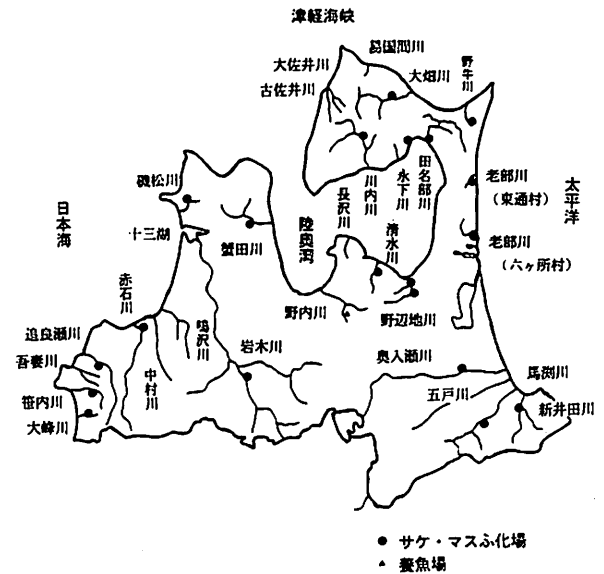 津軽海峡
易国間川
大佐井川
大畑川
野牛川
古佐井川
老部川
(東通村)
太平洋
田名部川
永下川
川内川
長沢川
磯松川
日本海
十三湖
蟹田川
陸奥湾
清水川
老部川
(六ヶ所村)
赤石川
野内川
野辺地川
追良瀬川
吾妻川
鳴沢川
岩木川
中村川
奥入瀬川
五戸川
馬渕川
新井田川
笹内川
大峰川
● サケ・マスふ化場
▲ 養魚場